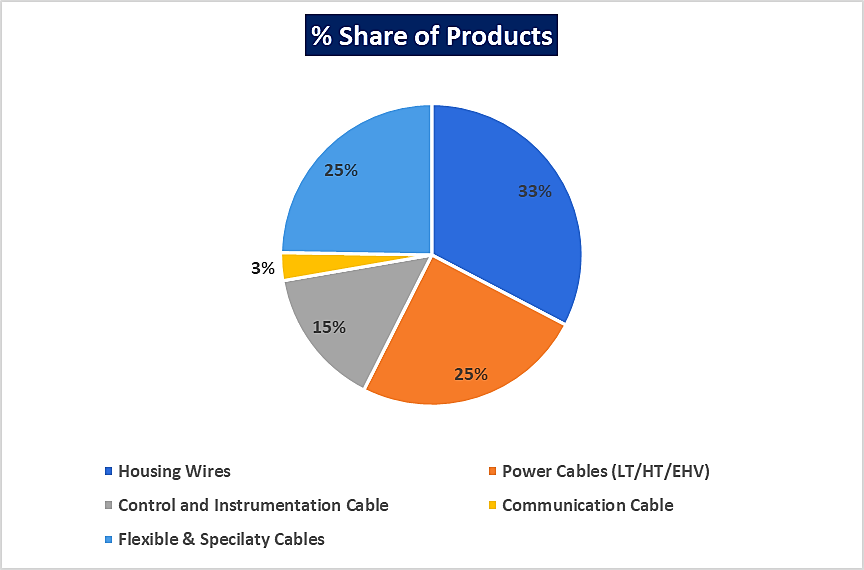 % Share of Products
25%
33%
3%
15%
25%
Housing Wires
Power Cables (LT/HT/EHV)
Control and Instrumentation Cable
Communication Cable
Flexible & Specilaty Cables